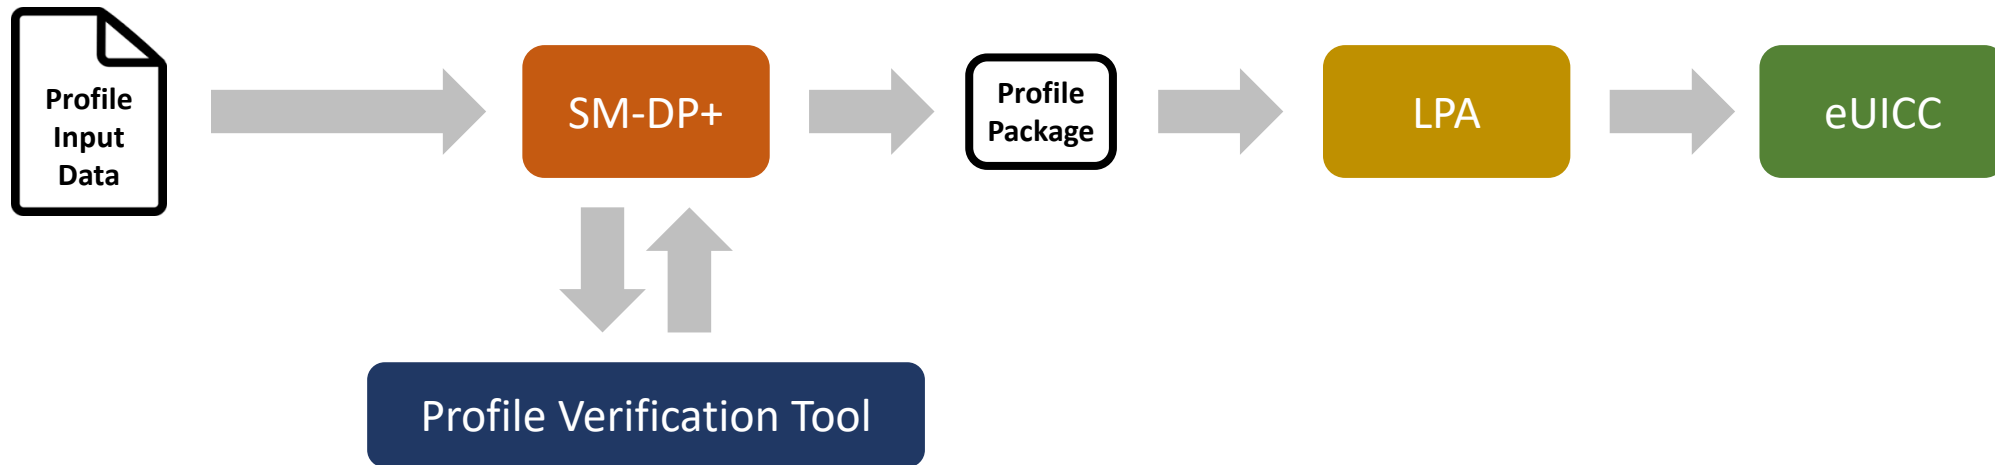 Profile
Input
Data
SM-DP+
Profile
Package
LPA
eUICC
Profile Verification Tool